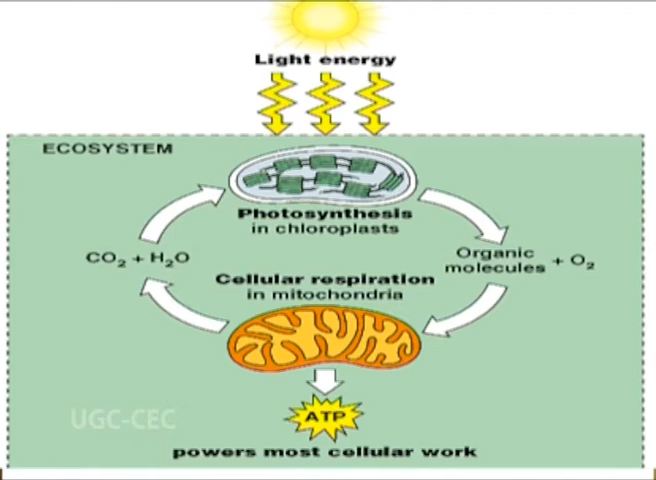 Light energy
ECOSYSTEM
Photosynthesis
in chloroplasts
CO₂ + H₂O
Organic
molecules + O₂
Cellular respiration
in mitochondria
ATP
UGC-CEC
powers most cellular work